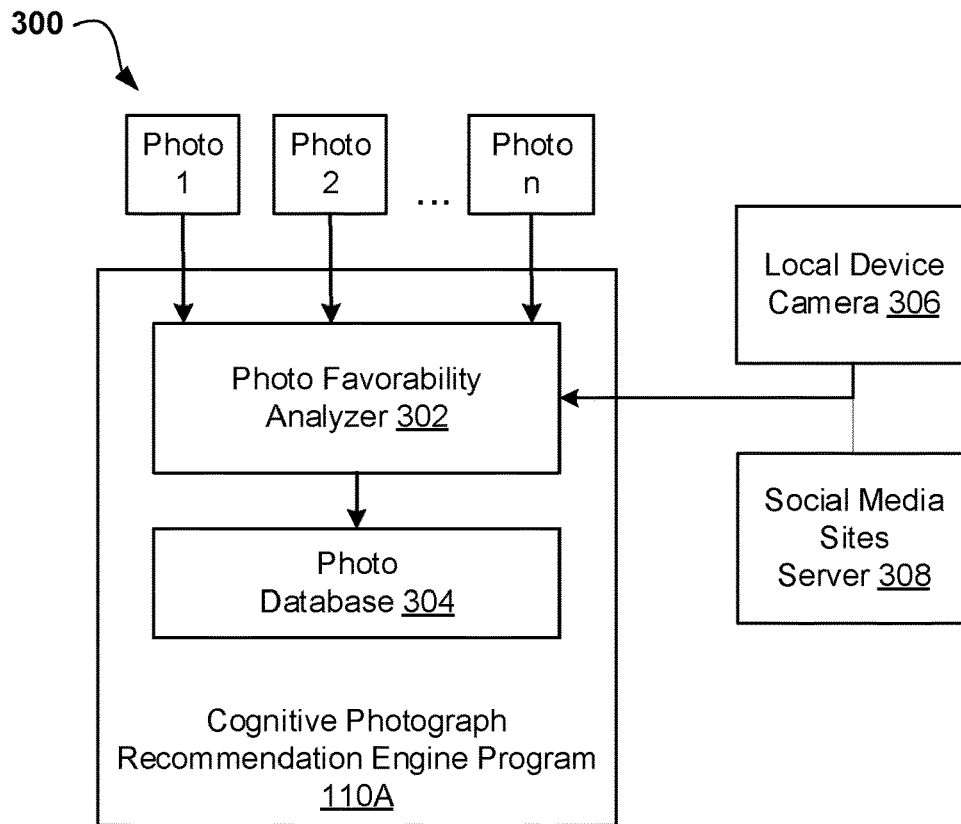 300
Photo
1
Photo
2
...
Photo
n
Local Device
Camera 306
Photo Favorability
Analyzer 302
Social Media
Sites
Server 308
Photo
Database 304
Cognitive Photograph
Recommendation Engine Program
110A